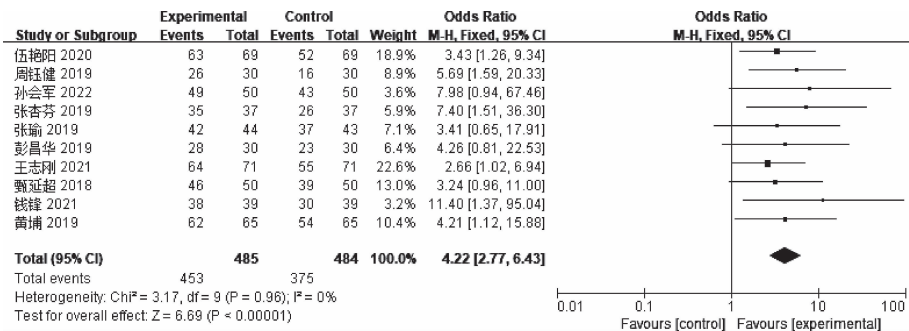 Experimental Control Odds Ratio Odds Ratio
Study or Subgroup Events Total Events Total Weight M-H, Fixed, 95% CI M-H, Fixed, 95% CI
伍艳阳 2020 63 69 52 69 18.9% 3.43 [1.26, 9.34]
周钰健 2019 26 30 16 30 8.9% 5.69 [1.59, 20.33]
孙会军 2022 49 50 43 50 3.6% 7.98 [0.94, 67.46]
张杏芬 2019 35 37 26 37 5.9% 7.40 [1.51, 36.30]
张瑜 2019 42 44 37 43 7.1% 3.41 [0.65, 17.91]
彭昌华 2019 28 30 23 30 6.4% 4.26 [0.81, 22.53]
王志刚 2021 64 71 55 71 22.6% 2.66 [1.02, 6.94]
甄延超 2018 46 50 39 50 13.0% 3.24 [0.96, 11.00]
钱锋 2021 38 39 30 39 3.2% 11.40 [1.37, 95.04]
黄埔 2019 62 65 54 65 10.4% 4.21 [1.12, 15.88]
Total (95% CI) 485 484 100.0% 4.22 [2.77, 6.43]
Total events 453 375
Heterogeneity: Chi² = 3.17, df = 9 (P = 0.96); I² = 0%
Test for overall effect: Z = 6.69 (P < 0.00001)
0.01 0.1 1 10 100
Favours [control] Favours [experimental]